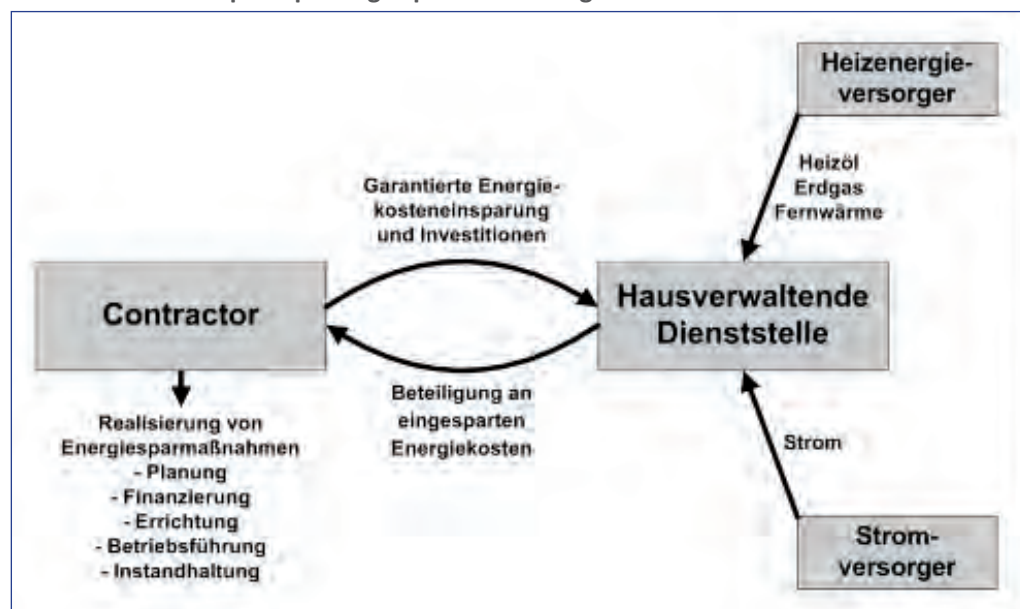 Heizenergie-
versorger
Heizöl
Erdgas
Fernwärme
Garantierte Energie-
kosteneinsparung
und Investitionen
Contractor
Hausverwaltende
Dienststelle
Beteiligung an
eingesparten
Energiekosten
Realisierung von
Energiesparmaßnahmen
- Planung
- Finanzierung
- Errichtung
- Betriebsführung
- Instandhaltung
Strom
Strom-
versorger